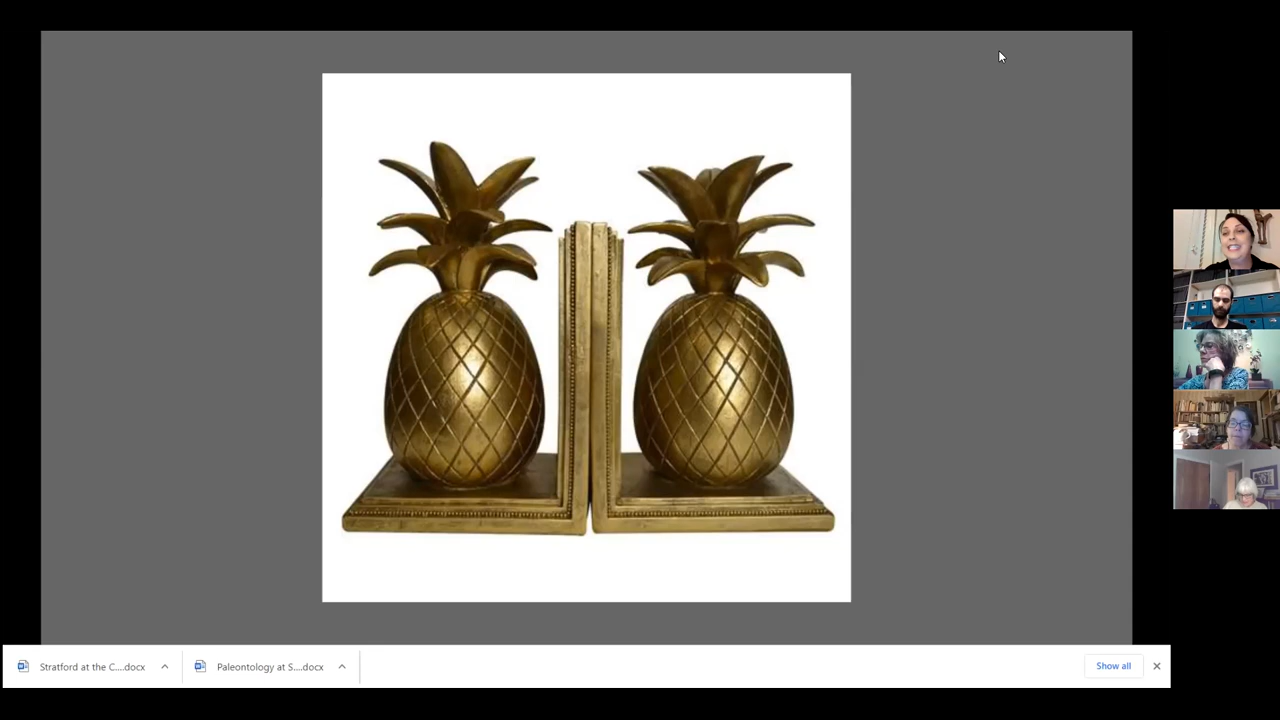 Stratford at the C....docx
Paleontology at S....docx
Show all